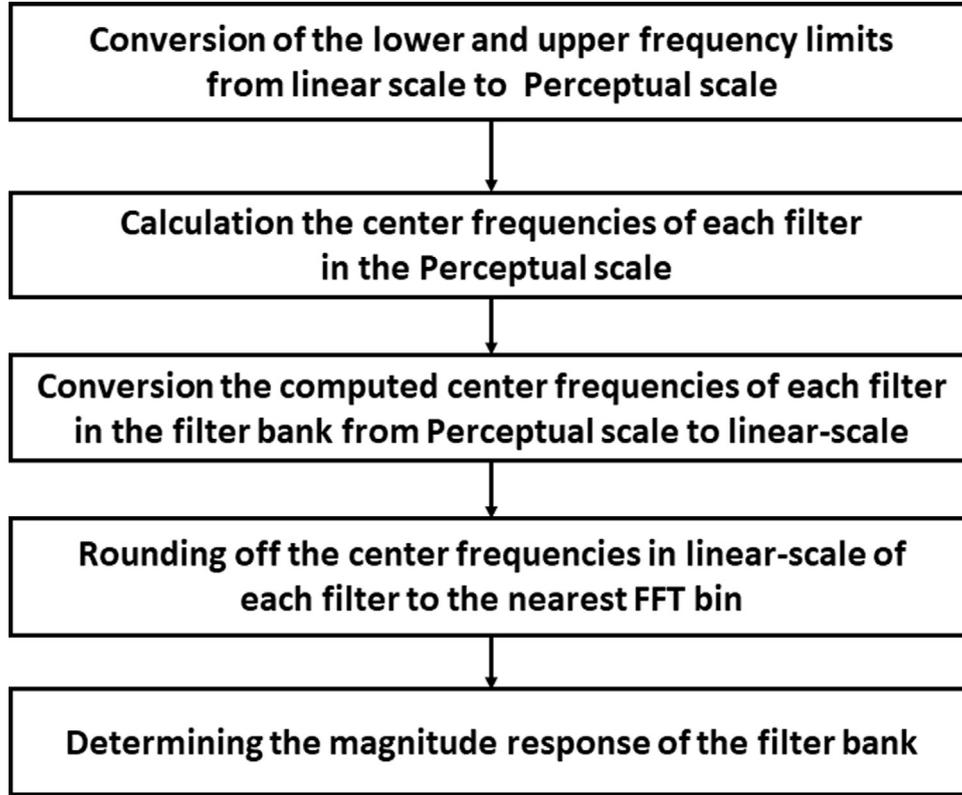 Conversion of the lower and upper frequency limits
from linear scale to Perceptual scale
Calculation the center frequencies of each filter
in the Perceptual scale
Conversion the computed center frequencies of each filter
in the filter bank from Perceptual scale to linear-scale
Rounding off the center frequencies in linear-scale of
each filter to the nearest FFT bin
Determining the magnitude response of the filter bank